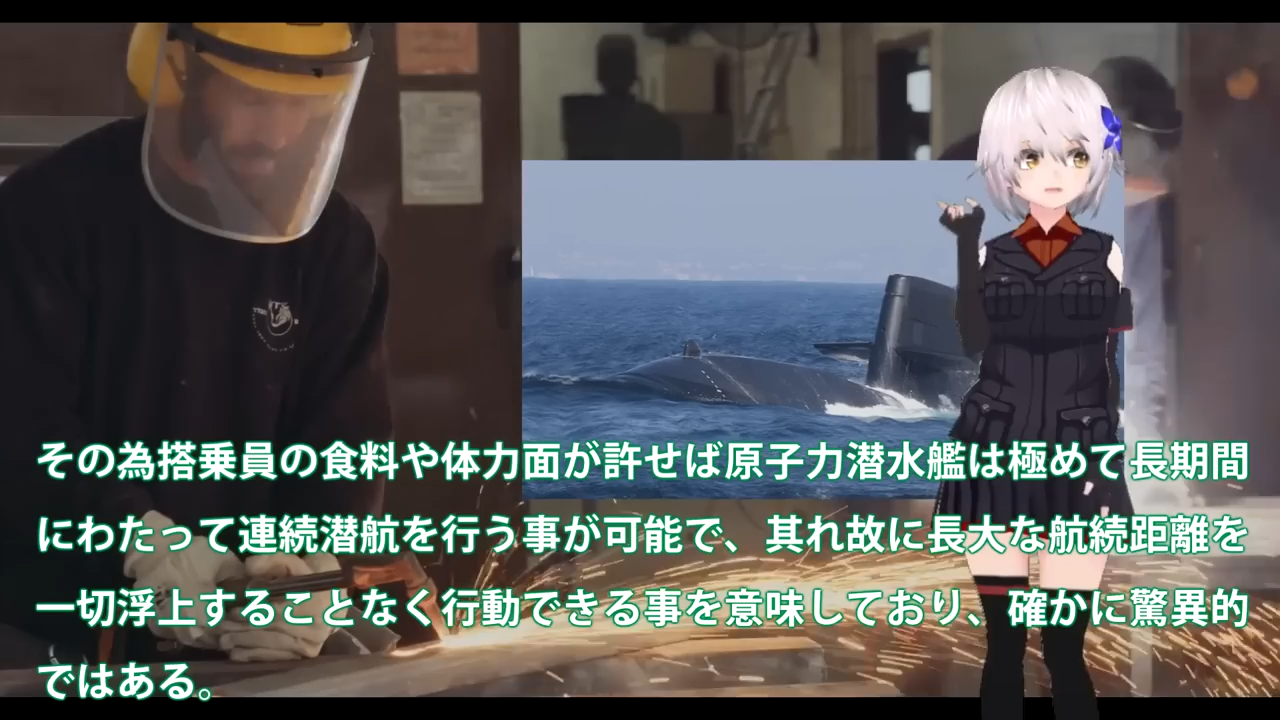 その為搭乗員の食料や体力面が許せば原子力潜水艦は極めて長期間
にわたって連続潜航を行う事が可能で、其れ故に長大な航続距離を
一切浮上することなく行動できる事を意味しており、確かに驚異的
ではある。